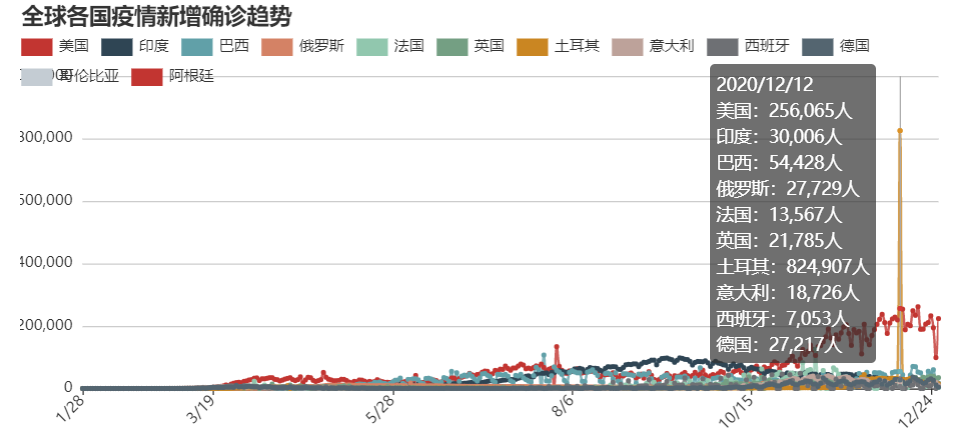 全球各国疫情新增确诊趋势
美国 印度 巴西 俄罗斯 法国 英国 土耳其 意大利 西班牙 德国
哥伦比亚 阿根廷
2020/12/12
美国：256,065人
印度：30,006人
巴西：54,428人
俄罗斯：27,729人
法国：13,567人
英国：21,785人
土耳其：824,907人
意大利：18,726人
西班牙：7,053人
德国：27,217人
800,000
600,000
400,000
200,000
0
1/28 3/19 5/28 8/6 10/15 12/24